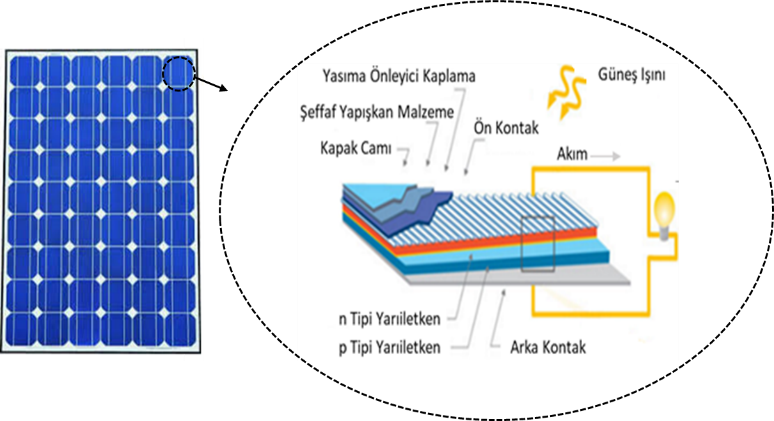 Yasıma Önleyici Kaplama
Güneş Işını
Şeffaf Yapışkan Malzeme
Ön Kontak
Kapak Camı
Akım
n Tipi Yarıiletken
p Tipi Yarıiletken
Arka Kontak